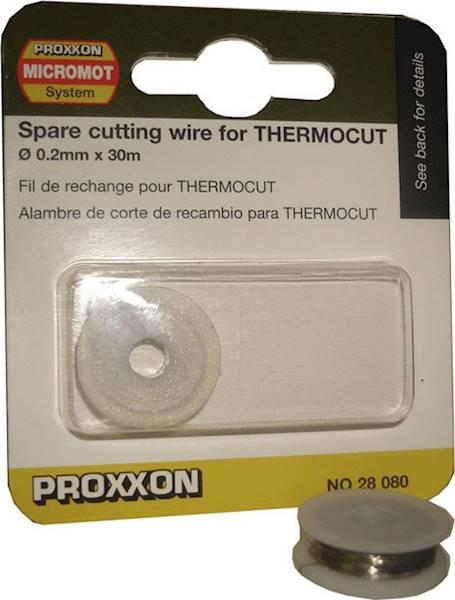 PROXXON
MICROMOT
System
Spare cutting wire for THERMOCUT
Ø 0.2mm x 30m
Fil de rechange pour THERMOCUT
Alambre de corte de recambio para THERMOCUT
See back for details
PROXXON
NO 28 080